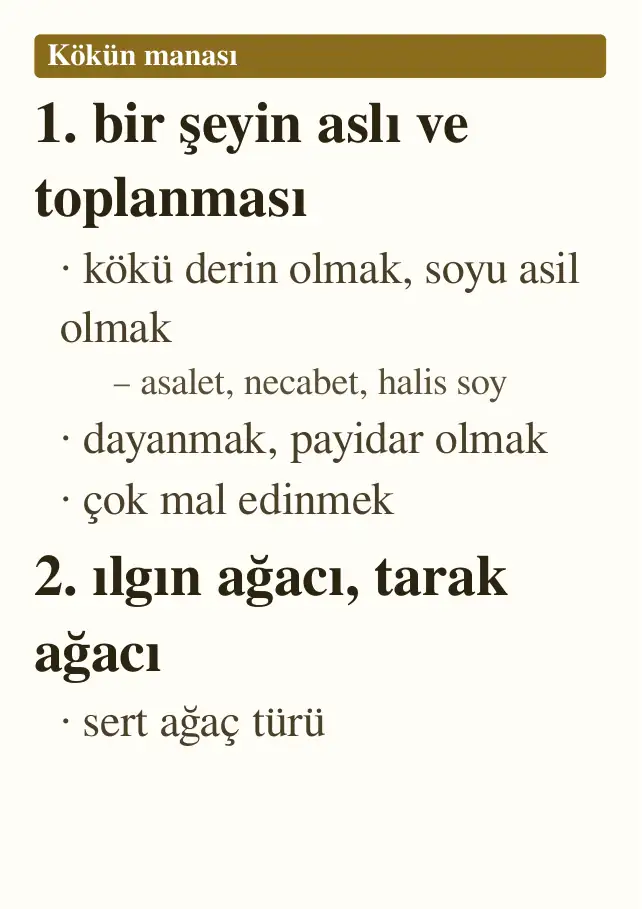 Kökün manası
1. bir şeyin aslı ve
toplanması
· kökü derin olmak, soyu asil
olmak
– asalet, necabet, halis soy
· dayanmak, payidar olmak
· çok mal edinmek
2. ılgın ağacı, tarak
ağacı
· sert ağaç türü